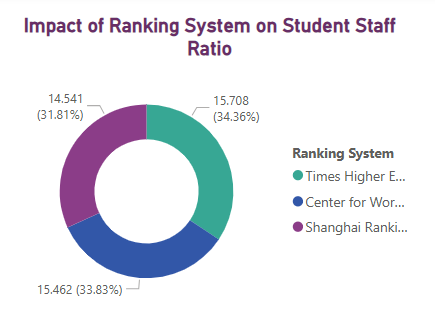 Impact of Ranking System on Student Staff
Ratio
14.541
(31.81%)
15.708
(34.36%)
Ranking System
Times Higher E...
Center for Wor...
Shanghai Ranki...
15.462 (33.83%)